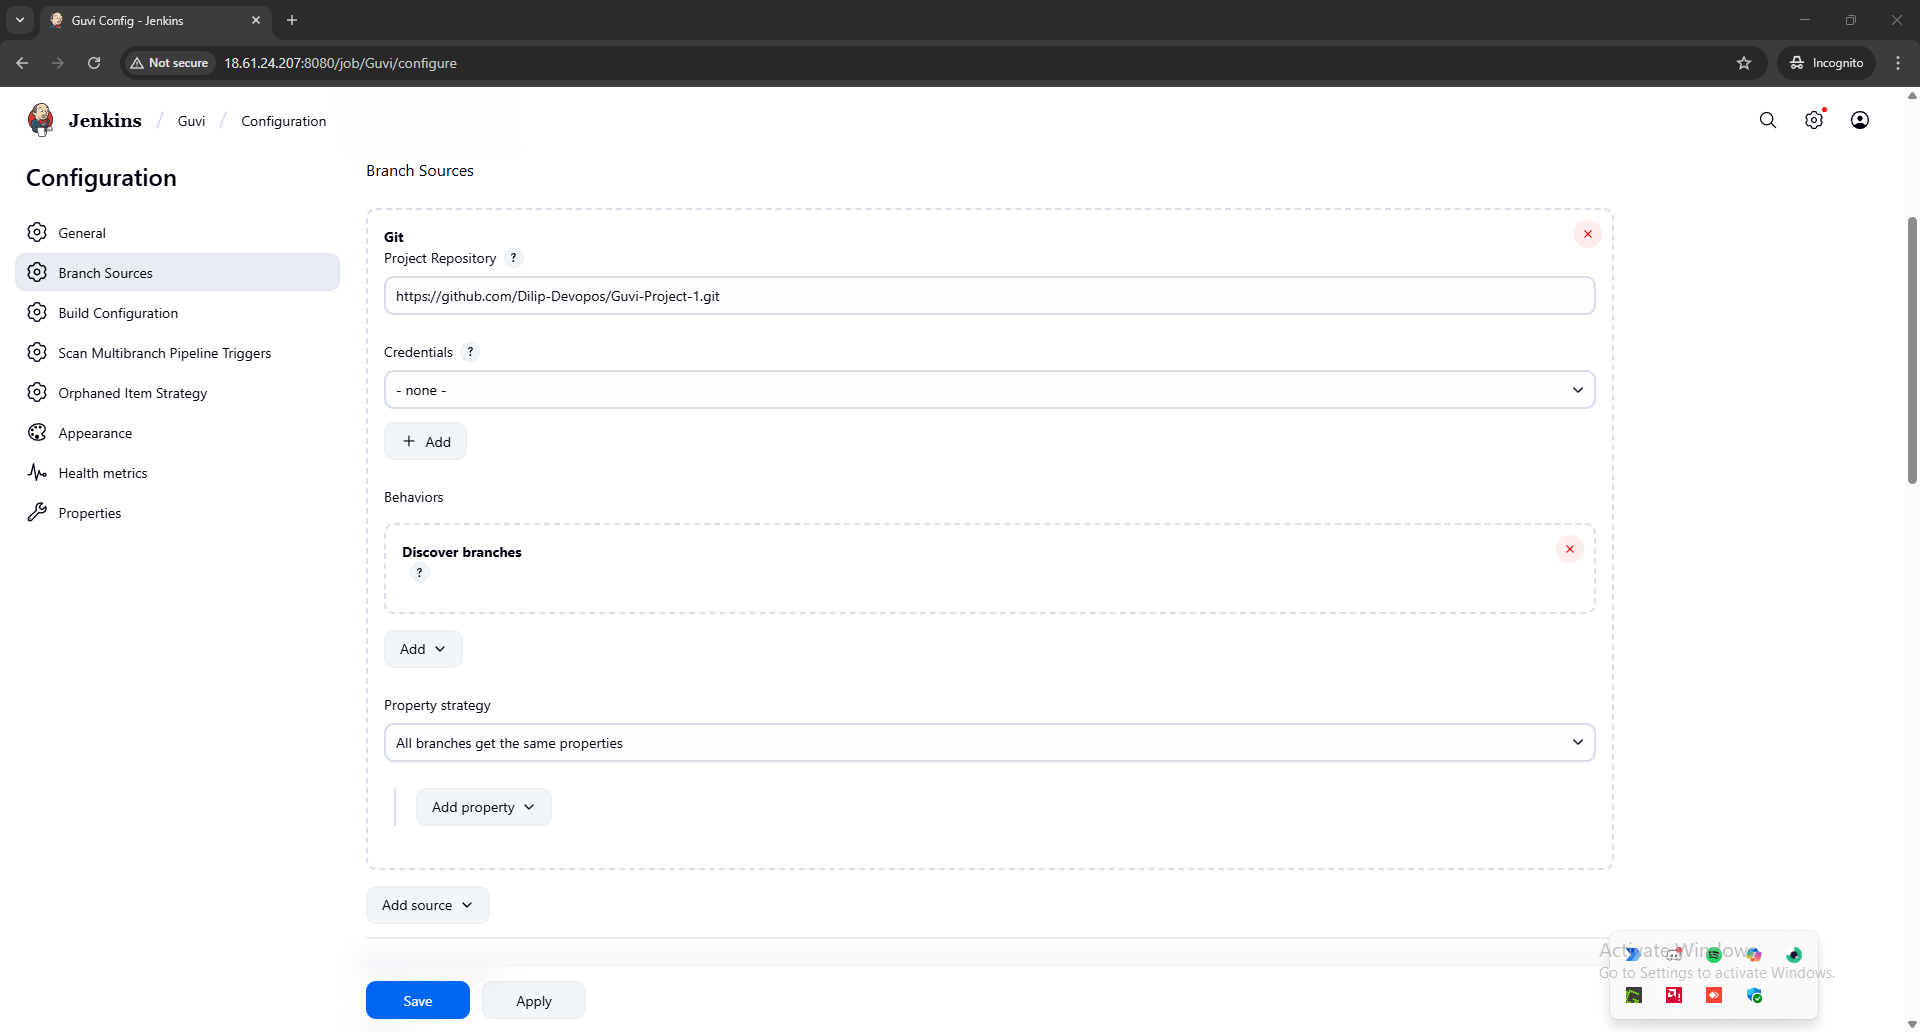 Guvi Config - Jenkins
Not secure
18.61.24.207:8080/job/Guvi/configure
Incognito
Jenkins / Guvi / Configuration
Configuration
General
Branch Sources
Build Configuration
Scan Multibranch Pipeline Triggers
Orphaned Item Strategy
Appearance
Health metrics
Properties
Branch Sources
Git
Project Repository ?
https://github.com/Dilip-Devopos/Guvi-Project-1.git
Credentials ?
- none -
+ Add
Behaviors
Discover branches
?
Add
Property strategy
All branches get the same properties
Add property
Add source
Save
Apply
Activate Windows
Go to Settings to activate Windows.